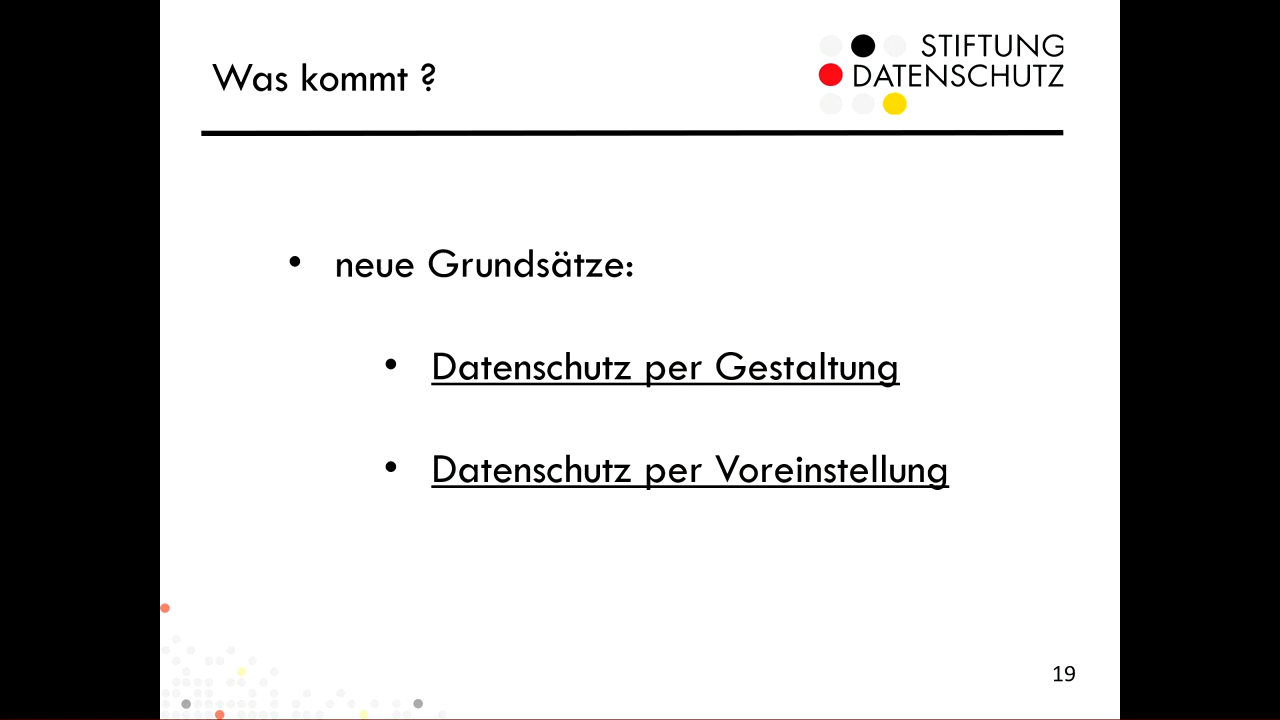 Was kommt ?
STIFTUNG
DATENSCHUTZ
• neue Grundsätze:
• Datenschutz per Gestaltung
• Datenschutz per Voreinstellung
19